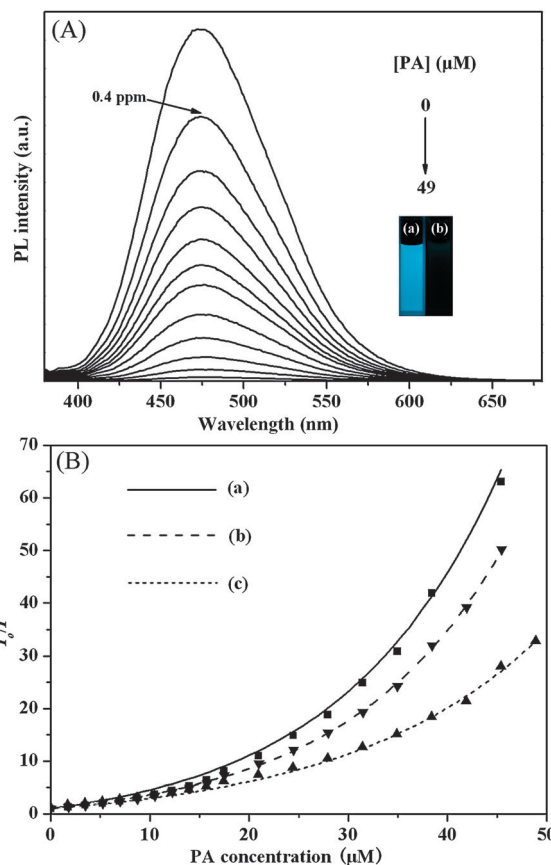 (A)
[PA] (μM)
0.4 ppm
0
49
(a) (b)
PL intensity (a.u.)
400 450 500 550 600 650
Wavelength (nm)
(B)
70
60
50
40
30
20
10
0
(a)
(b)
(c)
0 10 20 30 40 50
PA concentration (μM)